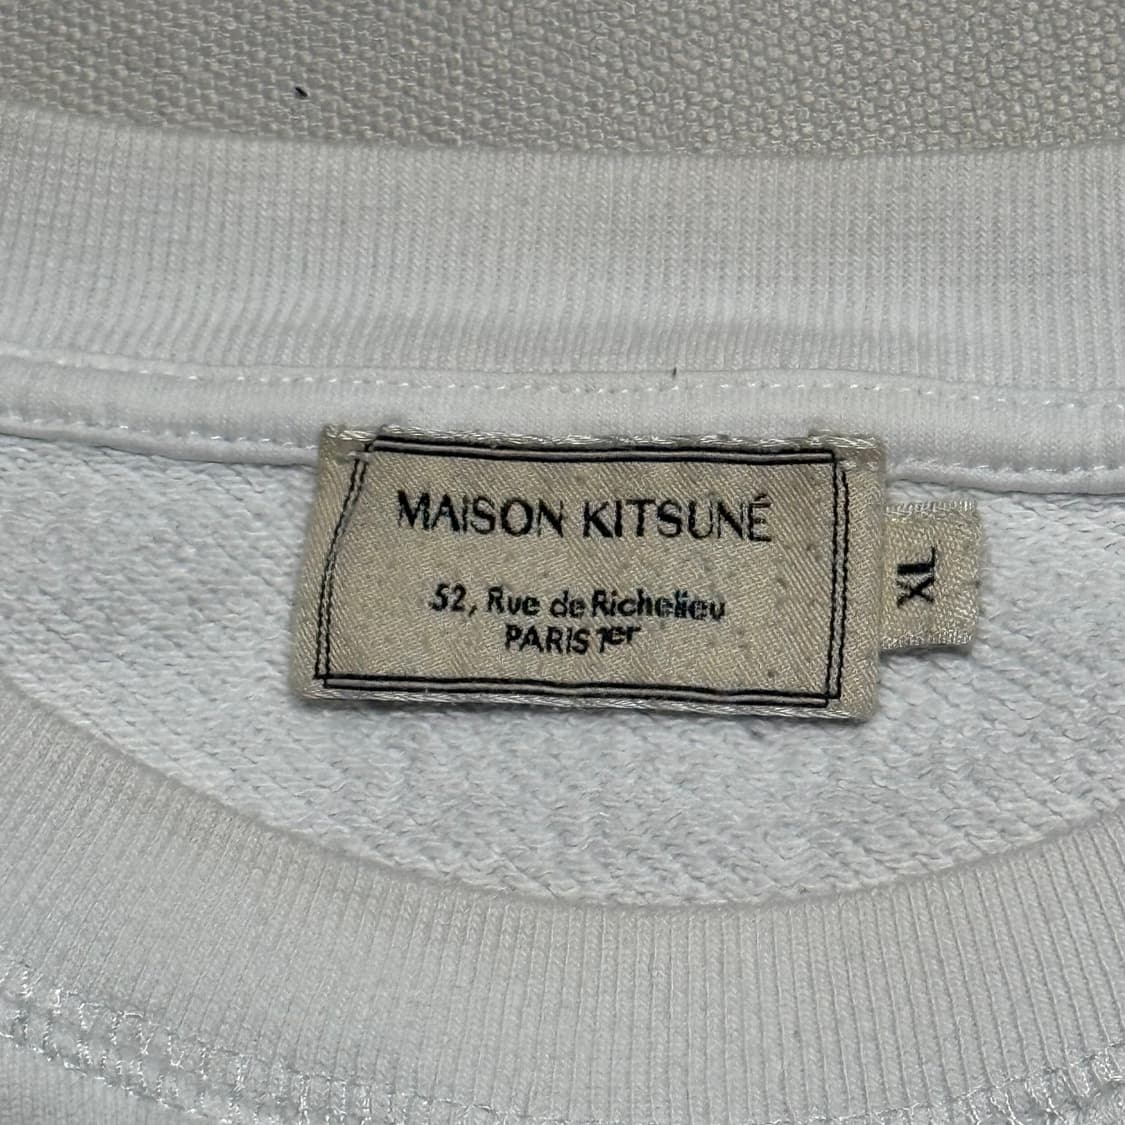 MAISON KITSUNÉ
52, Rue de Richelieu
PARIS 1er
XL